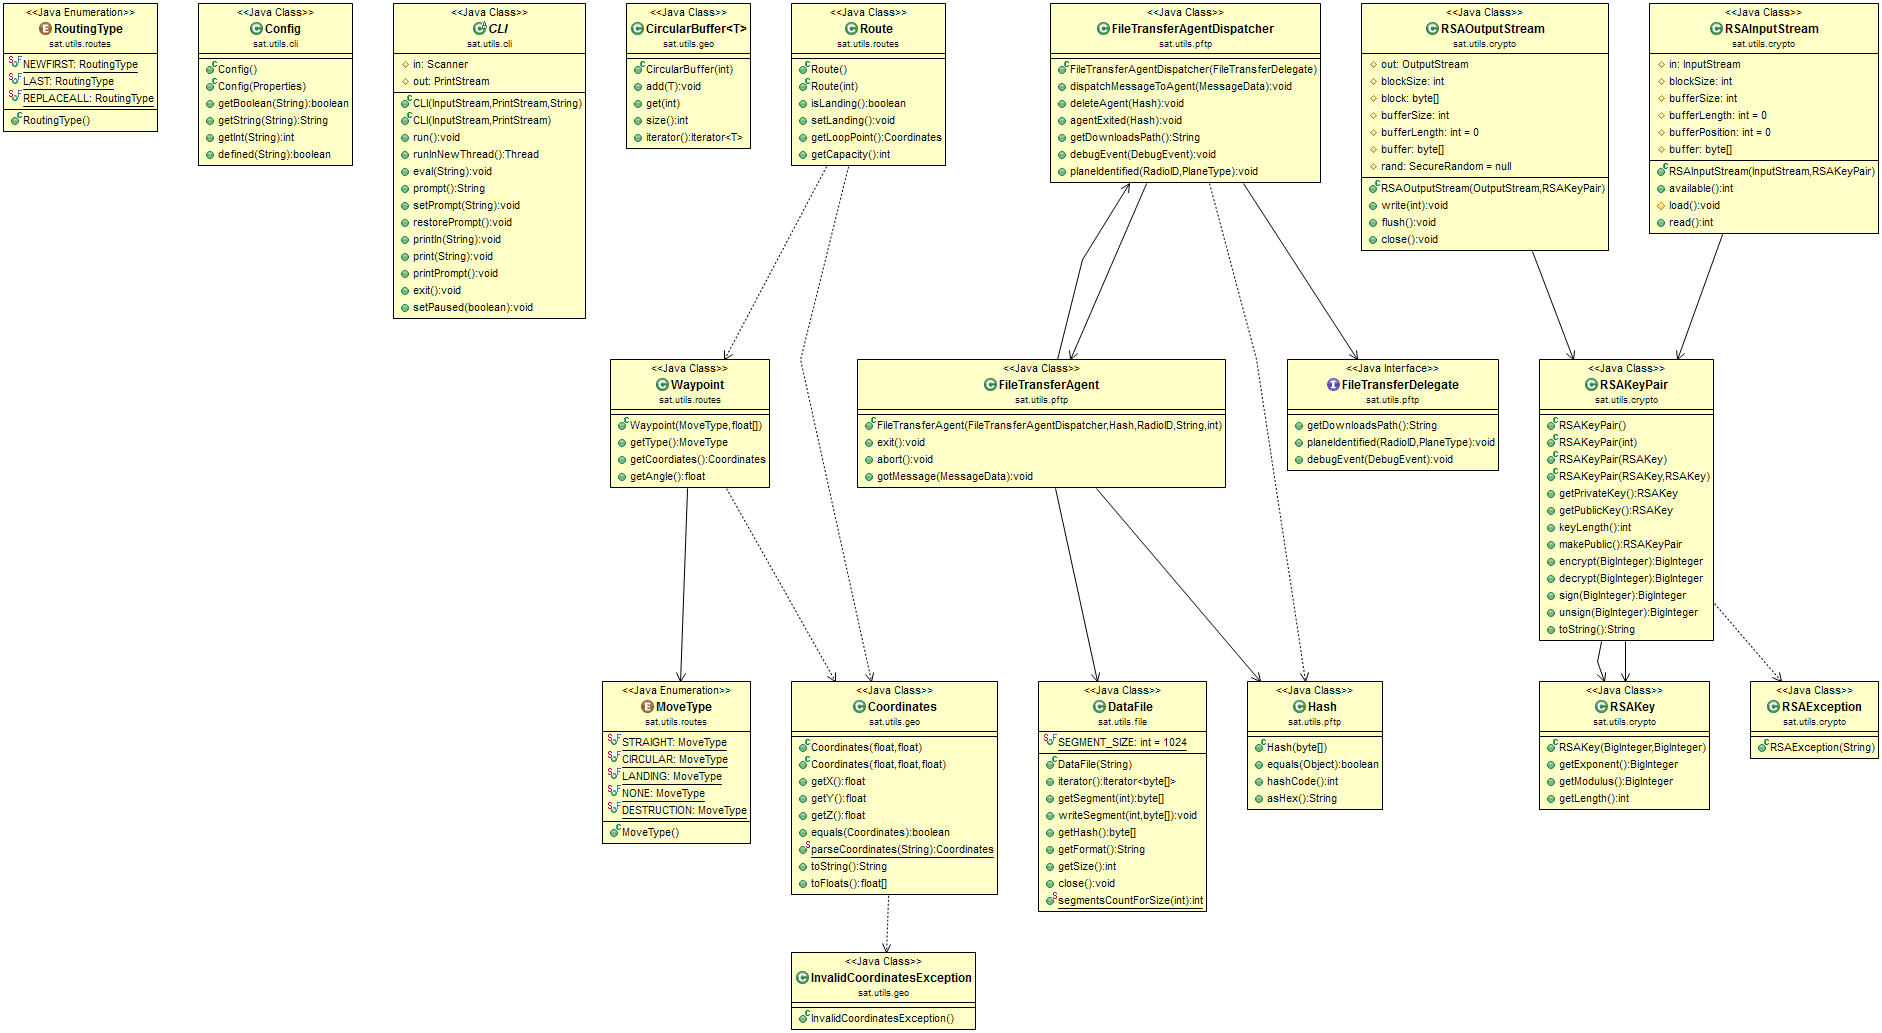 <<Java Enumeration>>
RoutingType
sat.utils.routes
NEWFIRST: RoutingType
LAST: RoutingType
REPLACEALL: RoutingType
RoutingType()
<<Java Class>>
Config
sat.utils.cli
Config()
Config(Properties)
getBoolean(String):boolean
getString(String):String
getInt(String):int
defined(String):boolean
<<Java Class>>
CLI
sat.utils.cli
in: Scanner
out: PrintStream
CLI(InputStream,PrintStream,String)
CLI(InputStream,PrintStream)
run():void
runInNewThread():Thread
eval(String):void
prompt():String
setPrompt(String):void
restorePrompt():void
println(String):void
print(String):void
printPrompt():void
exit():void
setPaused(boolean):void
<<Java Class>>
CircularBuffer<T>
sat.utils.geo
CircularBuffer(int)
add(T):void
get(int)
size():int
iterator():Iterator<T>
<<Java Class>>
Route
sat.utils.routes
Route()
Route(int)
isLanding():boolean
setLanding():void
getLoopPoint():Coordinates
getCapacity():int
<<Java Class>>
FileTransferAgentDispatcher
sat.utils.pftp
FileTransferAgentDispatcher(FileTransferDelegate)
dispatchMessageToAgent(MessageData):void
deleteAgent(Hash):void
agentExited(Hash):void
getDownloadsPath():String
debugEvent(DebugEvent):void
planeIdentified(RadioID,PlaneType):void
<<Java Class>>
RSAOutputStream
sat.utils.crypto
out: OutputStream
blockSize: int
block: byte[]
bufferSize: int
bufferLength: int = 0
buffer: byte[]
rand: SecureRandom = null
RSAOutputStream(OutputStream,RSAKeyPair)
write(int):void
flush():void
close():void
<<Java Class>>
RSAInputStream
sat.utils.crypto
in: InputStream
blockSize: int
bufferSize: int
bufferLength: int = 0
bufferPosition: int = 0
buffer: byte[]
RSAInputStream(InputStream,RSAKeyPair)
available():int
load():void
read():int
<<Java Class>>
Waypoint
sat.utils.routes
Waypoint(MoveType,float[])
getType():MoveType
getCoordiates():Coordinates
getAngle():float
<<Java Class>>
FileTransferAgent
sat.utils.pftp
FileTransferAgent(FileTransferAgentDispatcher,Hash,RadioID,String,int)
exit():void
abort():void
gotMessage(MessageData):void
<<Java Interface>>
FileTransferDelegate
sat.utils.pftp
getDownloadsPath():String
planeIdentified(RadioID,PlaneType):void
debugEvent(DebugEvent):void
<<Java Class>>
RSAKeyPair
sat.utils.crypto
RSAKeyPair()
RSAKeyPair(int)
RSAKeyPair(RSAKey)
RSAKeyPair(RSAKey,RSAKey)
getPrivateKey():RSAKey
getPublicKey():RSAKey
keyLength():int
makePublic():RSAKeyPair
encrypt(BigInteger):BigInteger
decrypt(BigInteger):BigInteger
sign(BigInteger):BigInteger
unsign(BigInteger):BigInteger
toString():String
<<Java Enumeration>>
MoveType
sat.utils.routes
STRAIGHT: MoveType
CIRCULAR: MoveType
LANDING: MoveType
NONE: MoveType
DESTRUCTION: MoveType
MoveType()
<<Java Class>>
Coordinates
sat.utils.geo
Coordinates(float,float)
Coordinates(float,float,float)
getX():float
getY():float
getZ():float
equals(Coordinates):boolean
parseCoordinates(String):Coordinates
toString():String
toFloats():float[]
<<Java Class>>
DataFile
sat.utils.file
SEGMENT_SIZE: int = 1024
DataFile(String)
iterator():Iterator<byte[]>
getSegment(int):byte[]
writeSegment(int,byte[]):void
getHash():byte[]
getFormat():String
getSize():int
close():void
segmentsCountForSize(int):int
<<Java Class>>
Hash
sat.utils.pftp
Hash(byte[])
equals(Object):boolean
hashCode():int
asHex():String
<<Java Class>>
RSAKey
sat.utils.crypto
RSAKey(BigInteger,BigInteger)
getExponent():BigInteger
getModulus():BigInteger
getLength():int
<<Java Class>>
RSAException
sat.utils.crypto
RSAException(String)
<<Java Class>>
InvalidCoordinatesException
sat.utils.geo
InvalidCoordinatesException()